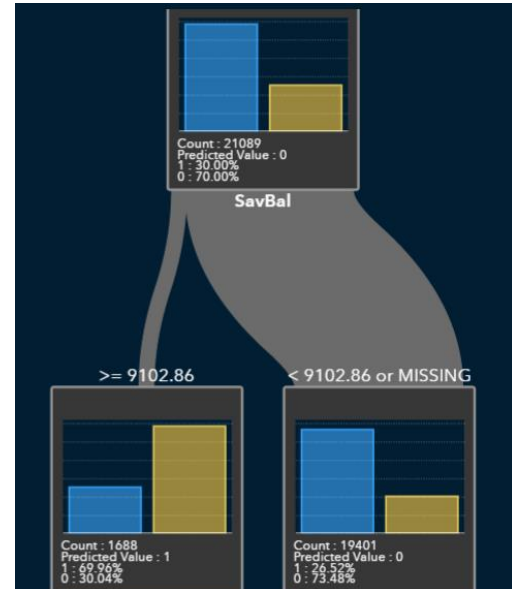 Count : 21089
Predicted Value : 0
1 : 30.00%
0 : 70.00%
SavBal
>= 9102.86
< 9102.86 or MISSING
Count : 1688
Predicted Value : 1
1 : 69.96%
0 : 30.04%
Count : 19401
Predicted Value : 0
1 : 26.52%
0 : 73.48%